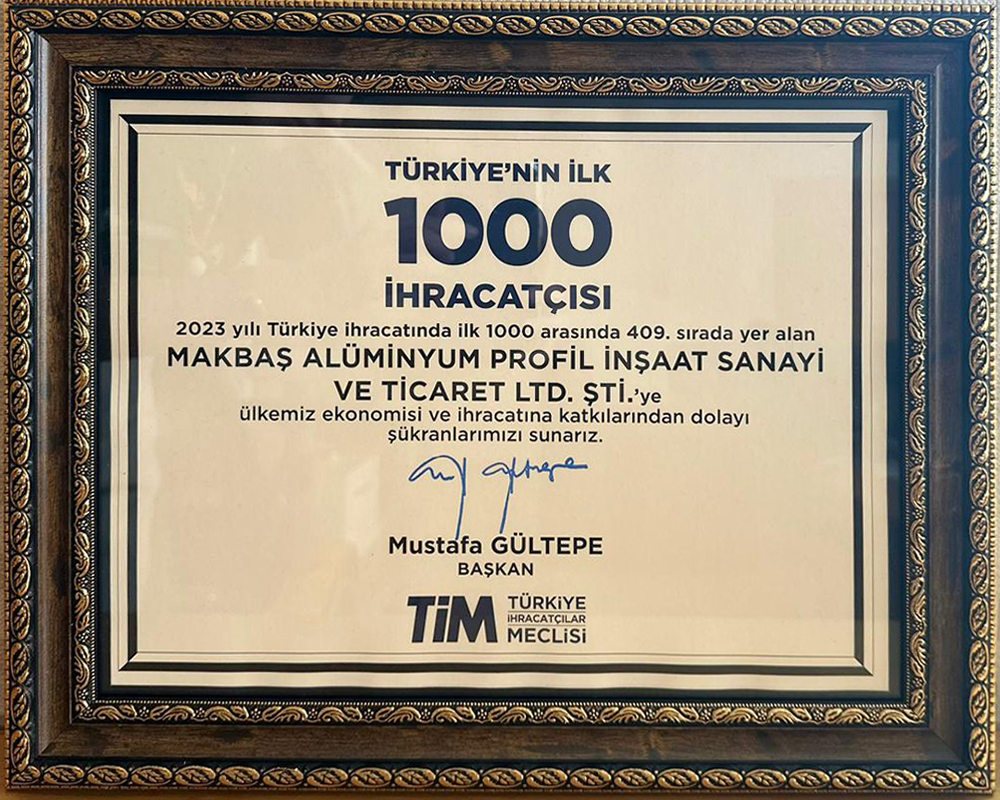 TÜRKİYE'NİN İLK
1000
İHRACATÇISI
2023 yılı Türkiye ihracatında ilk 1000 arasında 409. sırada yer alan
MAKBAŞ ALÜMİNYUM PROFİL İNŞAAT SANAYİ
VE TİCARET LTD. ŞTİ.'ye
ülkemiz ekonomisi ve ihracatına katkılarından dolayı
şükranlarımızı sunarız.
Mustafa GÜLTEPE
BAŞKAN
TiM
TÜRKİYE
İHRACATÇILAR
MECLİSİ